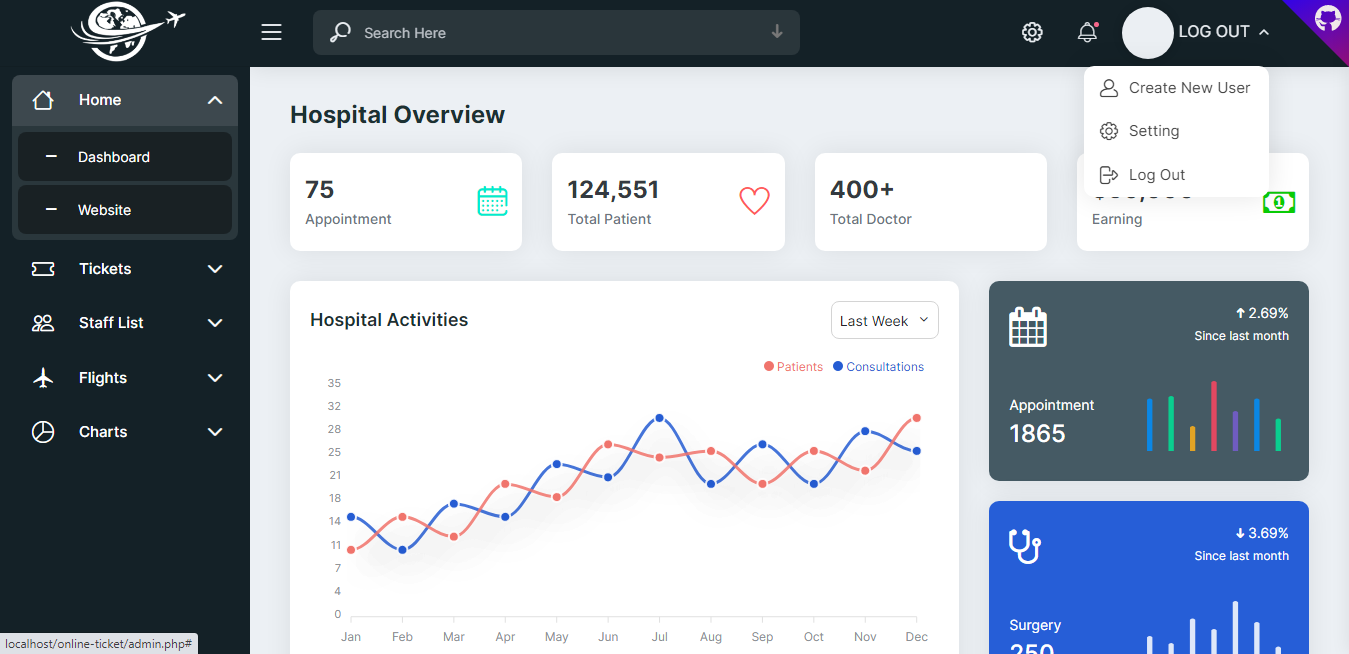 Search Here
LOG OUT
Create New User
Setting
Log Out
Home
Dashboard
Website
Tickets
Staff List
Flights
Charts
Hospital Overview
75
Appointment
124,551
Total Patient
400+
Total Doctor
Earning
Hospital Activities
Last Week
Patients
Consultations
35
32
28
25
21
18
14
11
7
4
0
Jan Feb Mar Apr May Jun Jul Aug Sep Oct Nov Dec
2.69%
Since last month
Appointment
1865
3.69%
Since last month
Surgery
250
localhost/online-ticket/admin.php#